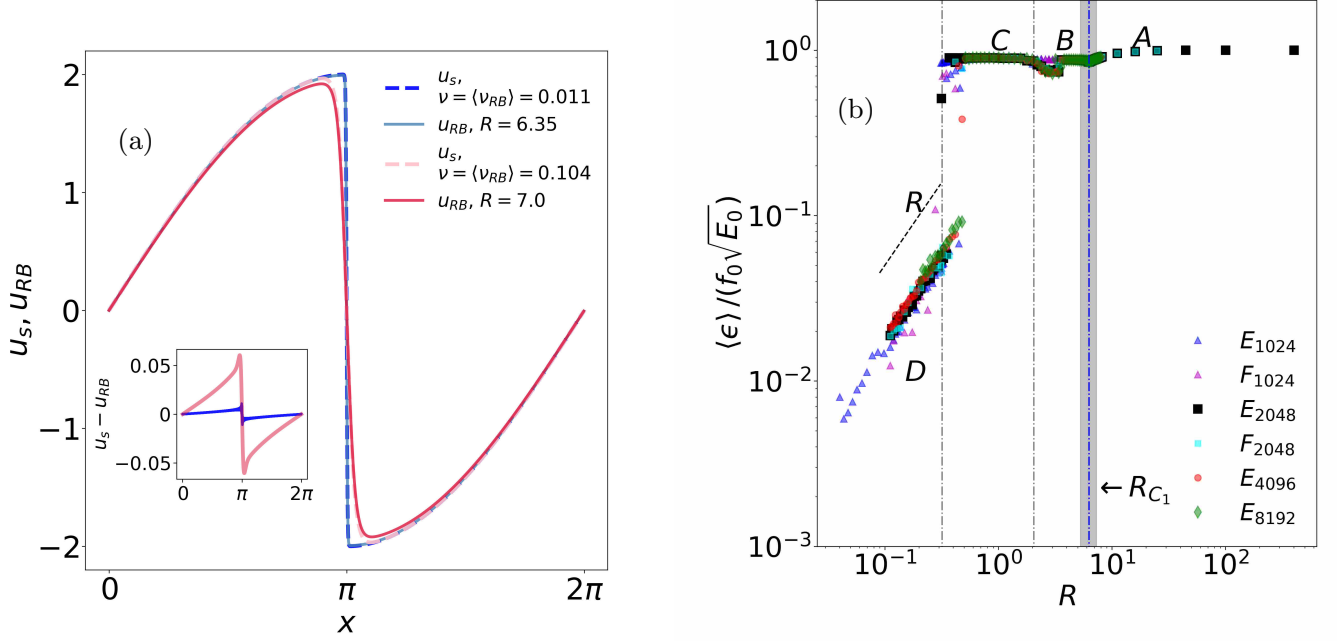 (a)
u_s, u_RB
2
1
0
−1
−2
0
π
2π
x
u_s,
ν = ⟨ν_RB⟩ = 0.011
u_RB, R = 6.35
u_s,
ν = ⟨ν_RB⟩ = 0.104
u_RB, R = 7.0
u_s − u_RB
0.05
0
−0.05
0
π
2π
(b)
⟨ϵ⟩/(f_0√E_0)
10^0
10^−1
10^−2
10^−3
10^−1
10^0
10^1
10^2
R
C
B
A
R
D
←R_C_1
E_1024
F_1024
E_2048
F_2048
E_4096
E_8192